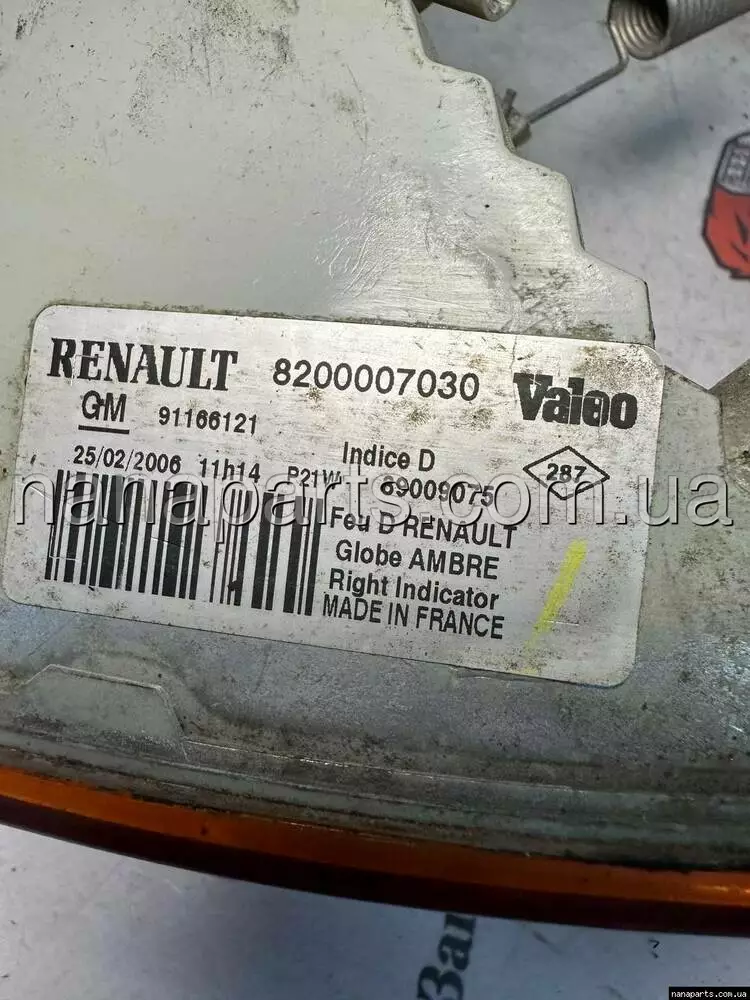 RENAULT 8200007030 Valeo
GM 91166121
25/02/2006 11h14 P21W Indice D 287
89009075
Feu D RENAULT
Globe AMBRE
Right Indicator
MADE IN FRANCE
nanaparts.com.ua
nanaparts.com.ua